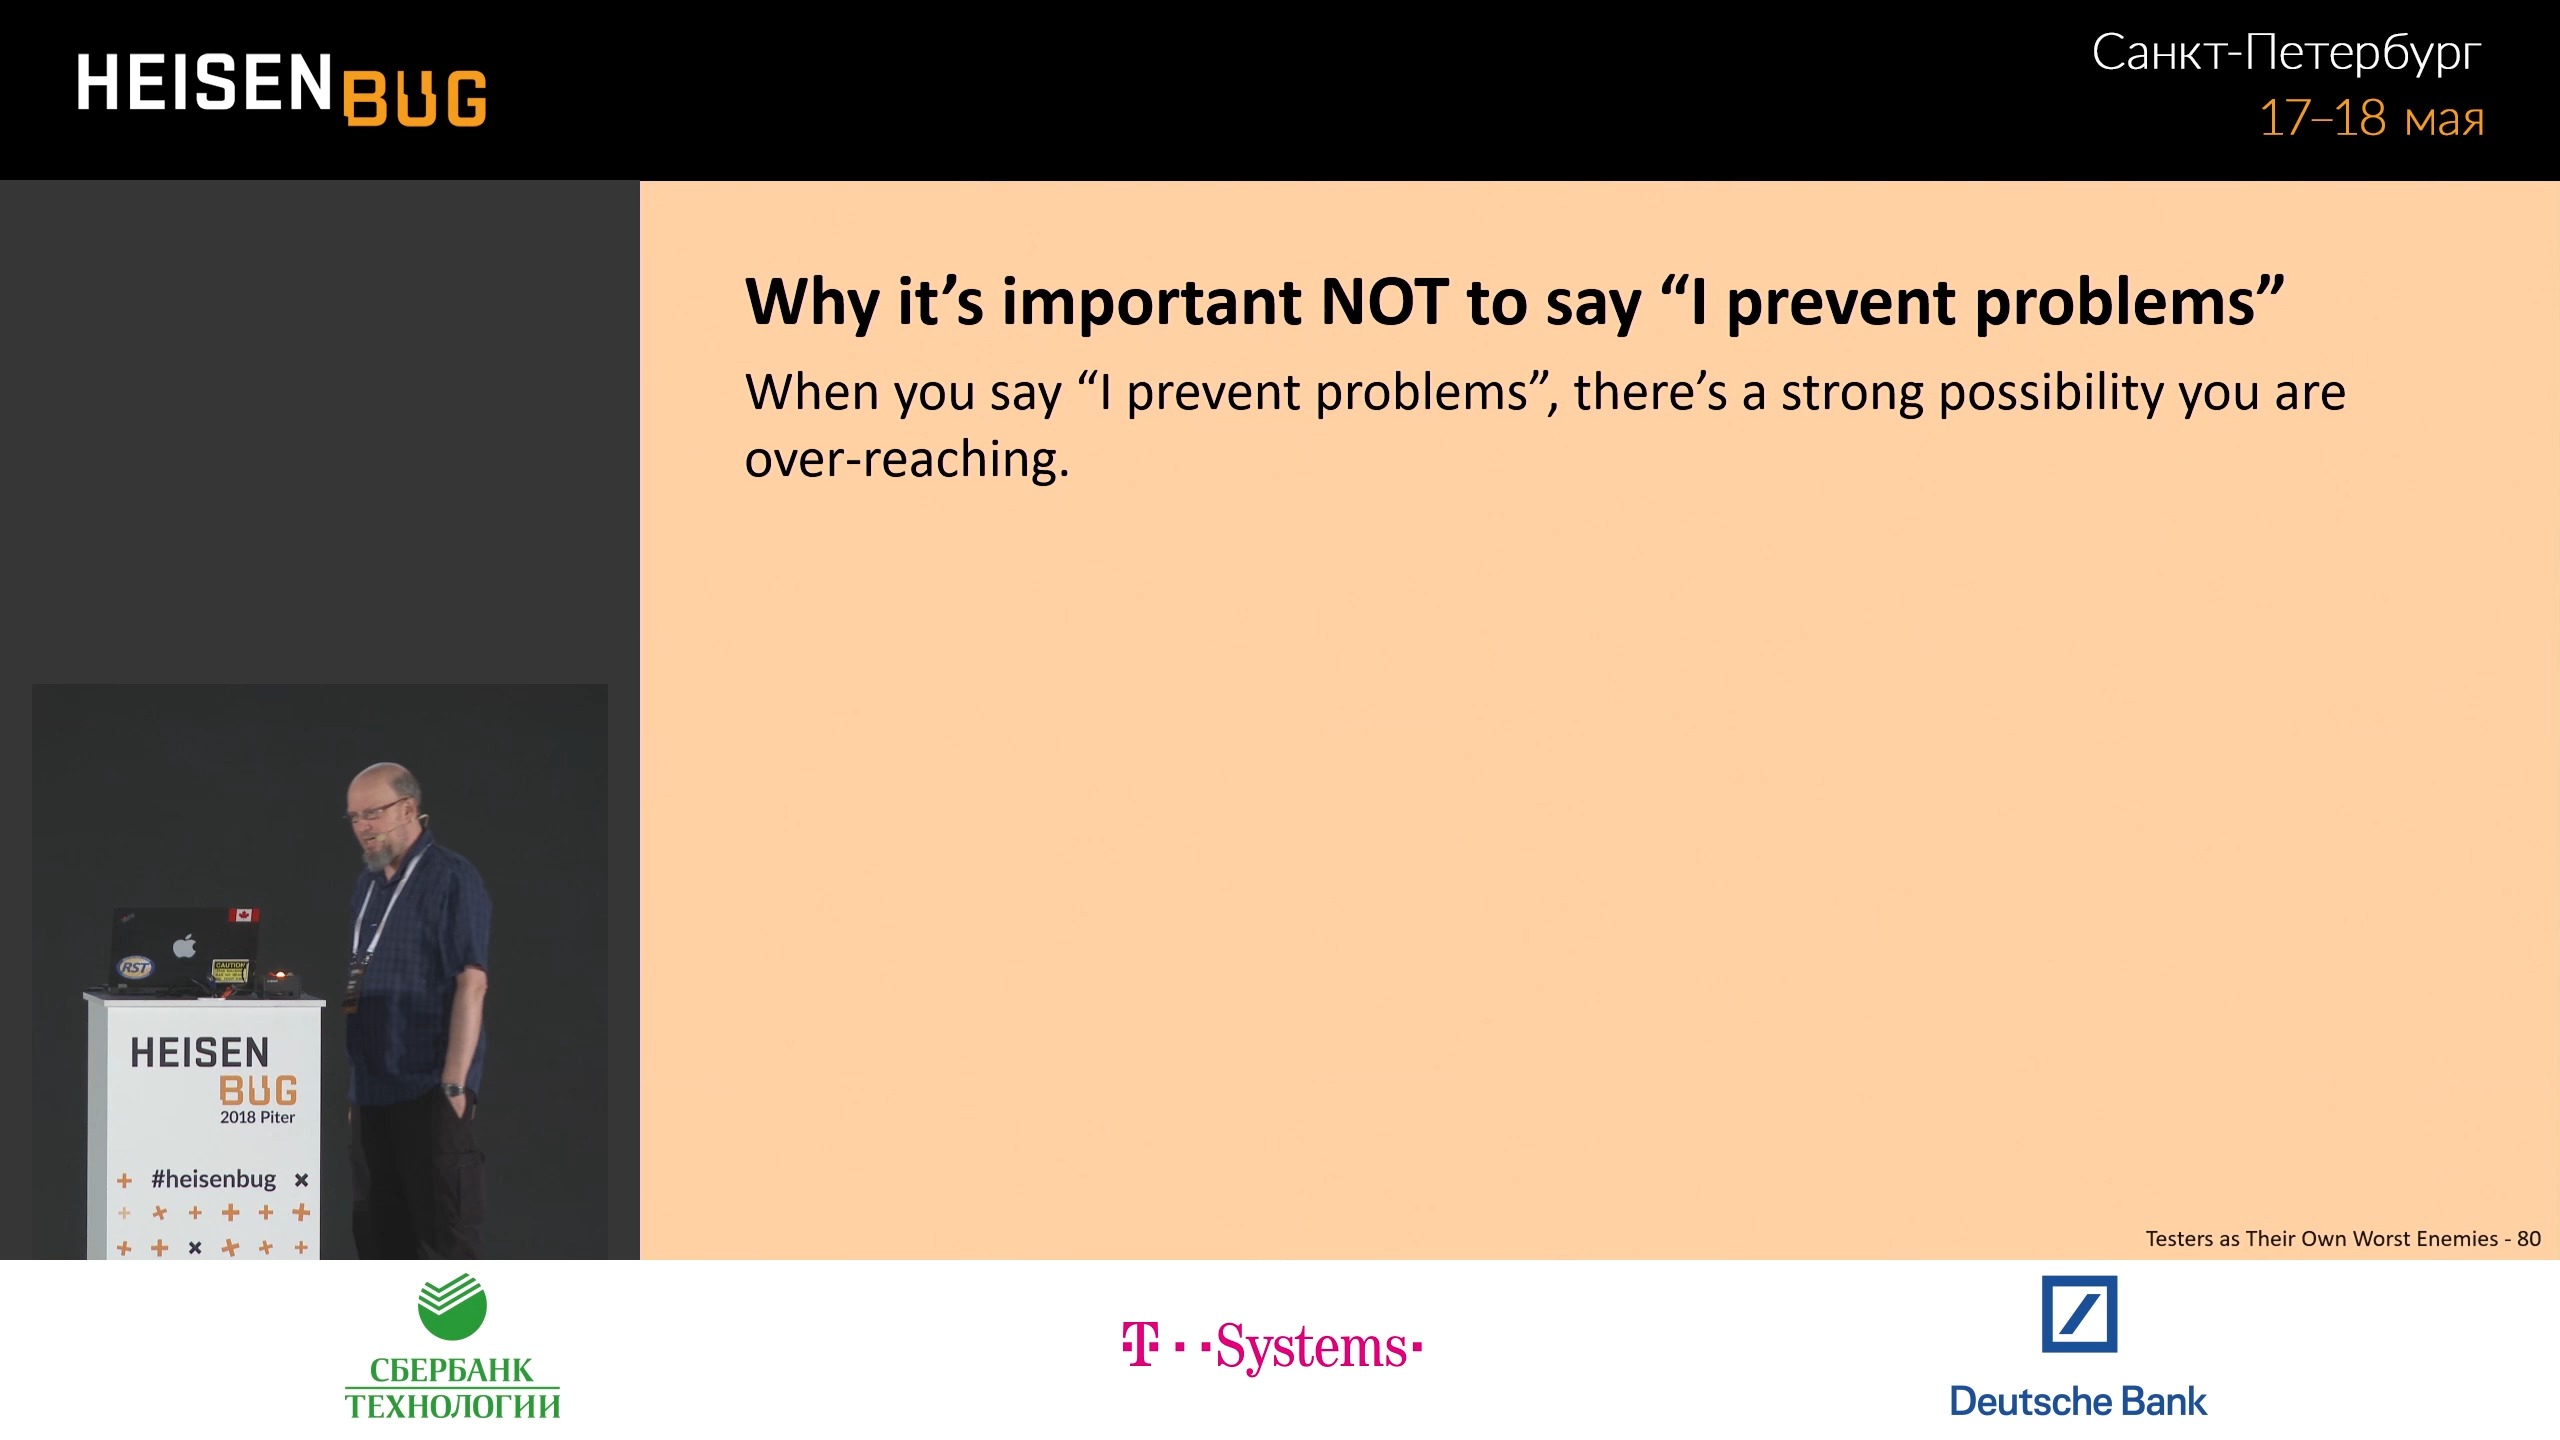 HEISENBUG
Санкт-Петербург
17–18 мая
Why it’s important NOT to say “I prevent problems”
When you say “I prevent problems”, there’s a strong possibility you are
over-reaching.
RST
CAUTION
HEISEN
BUG
2018 Piter
#heisenbug
Testers as Their Own Worst Enemies - 80
СБЕРБАНК
ТЕХНОЛОГИИ
T··Systems·
Deutsche Bank